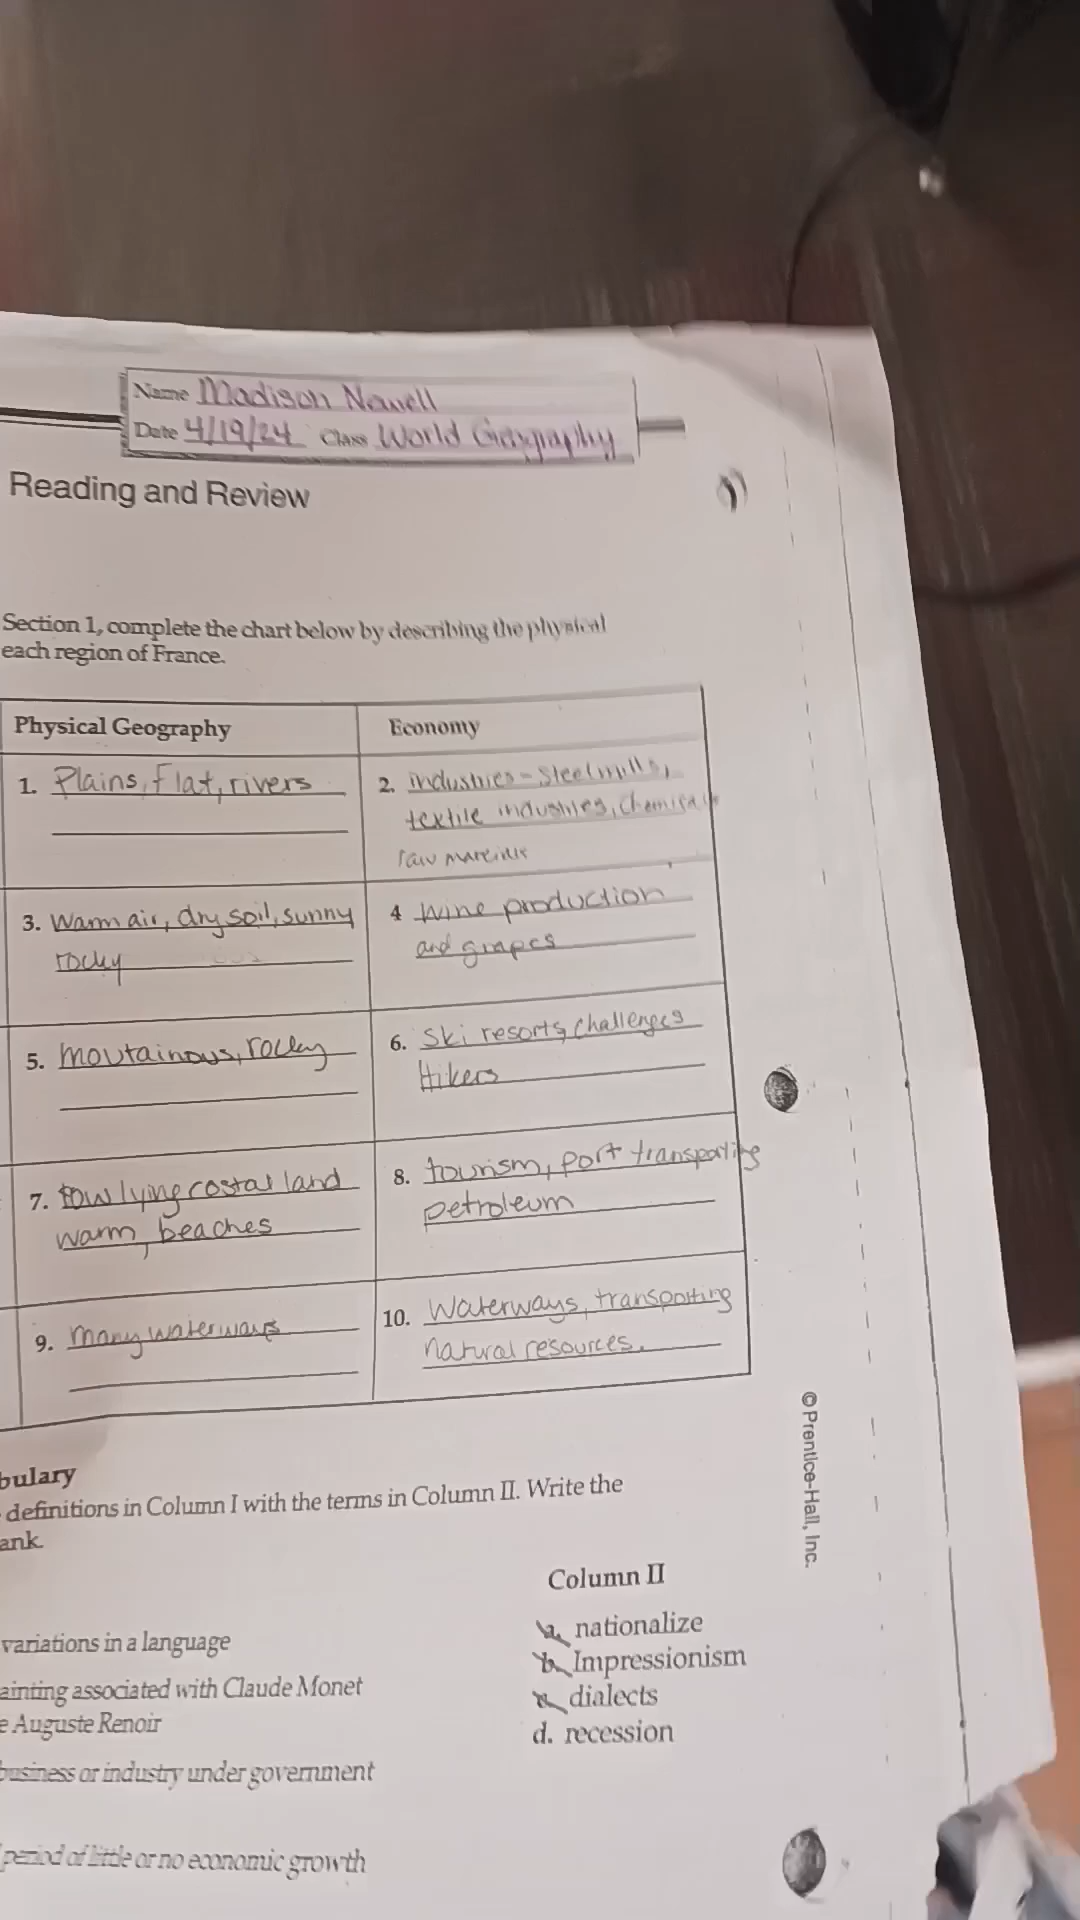 Name Madison Nowell
Date 4/19/24 Class World Geography
Reading and Review
Section 1, complete the chart below by describing the physical
each region of France.
Physical Geography Economy
1. Plains, flat, rivers
2. industries - steel mills,
textile industries, chemicals
raw
3. Warm air, dry soil, sunny
rocky
4 wine production
and grapes
5. moutainous, rocky
6. Ski resorts, challenges
Hikers
7. low lying costal land
warm, beaches
8. tourism, port transporting
petroleum
9. many waterways
10. Waterways, transporting
natural resources.
bulary
definitions in Column I with the terms in Column II. Write the
ank.
Column II
variations in a language
a. nationalize
ainting associated with Claude Monet
b. Impressionism
e Auguste Renoir
c. dialects
d. recession
business or industry under government
period of little or no economic growth
© Prentice-Hall, Inc.